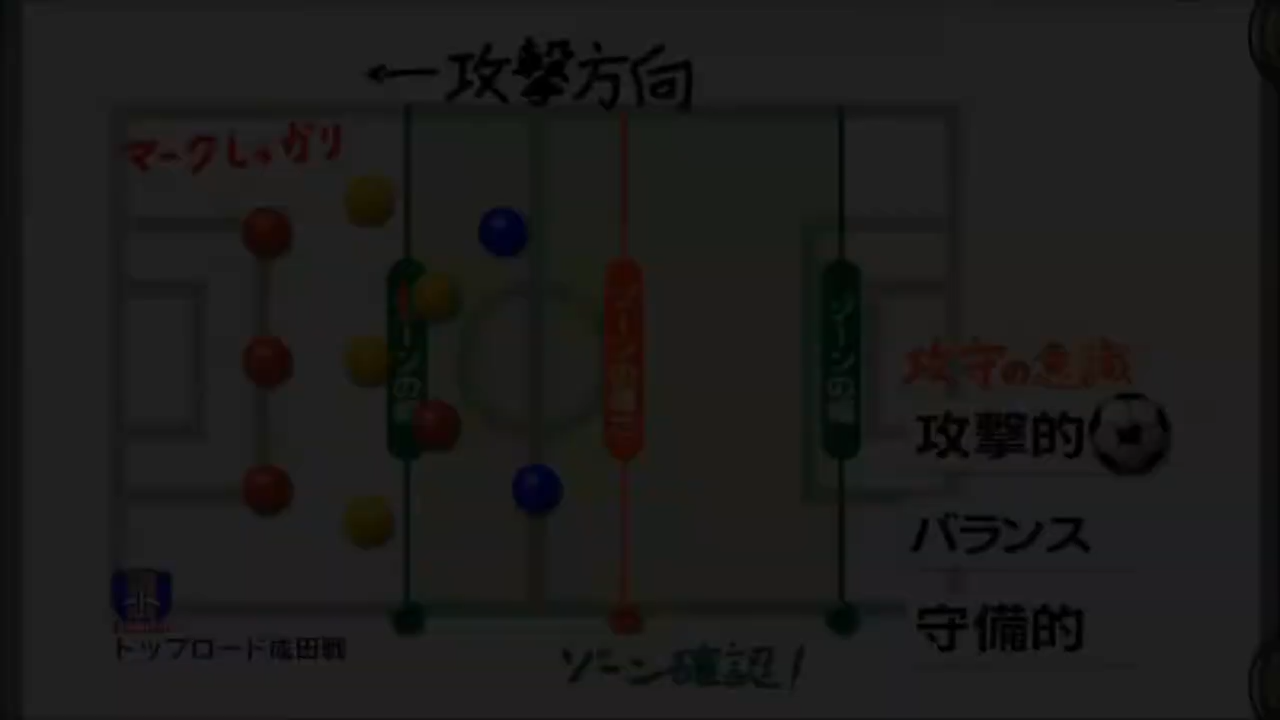 ←攻撃方向
マークしっかり
攻守の意識
攻撃的
バランス
守備的
トップロード成田戦
ゾーン確認!